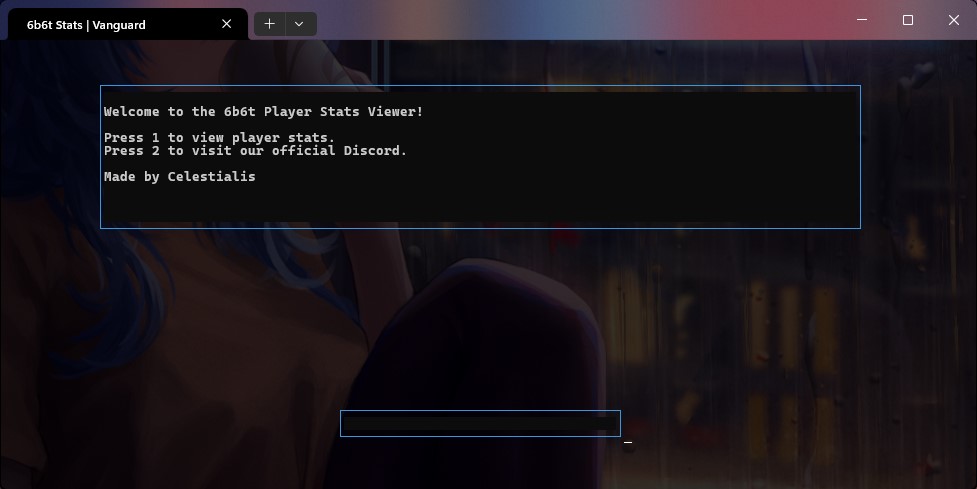 6b6t Stats | Vanguard
Welcome to the 6b6t Player Stats Viewer!
Press 1 to view player stats.
Press 2 to visit our official Discord.
Made by Celestialis